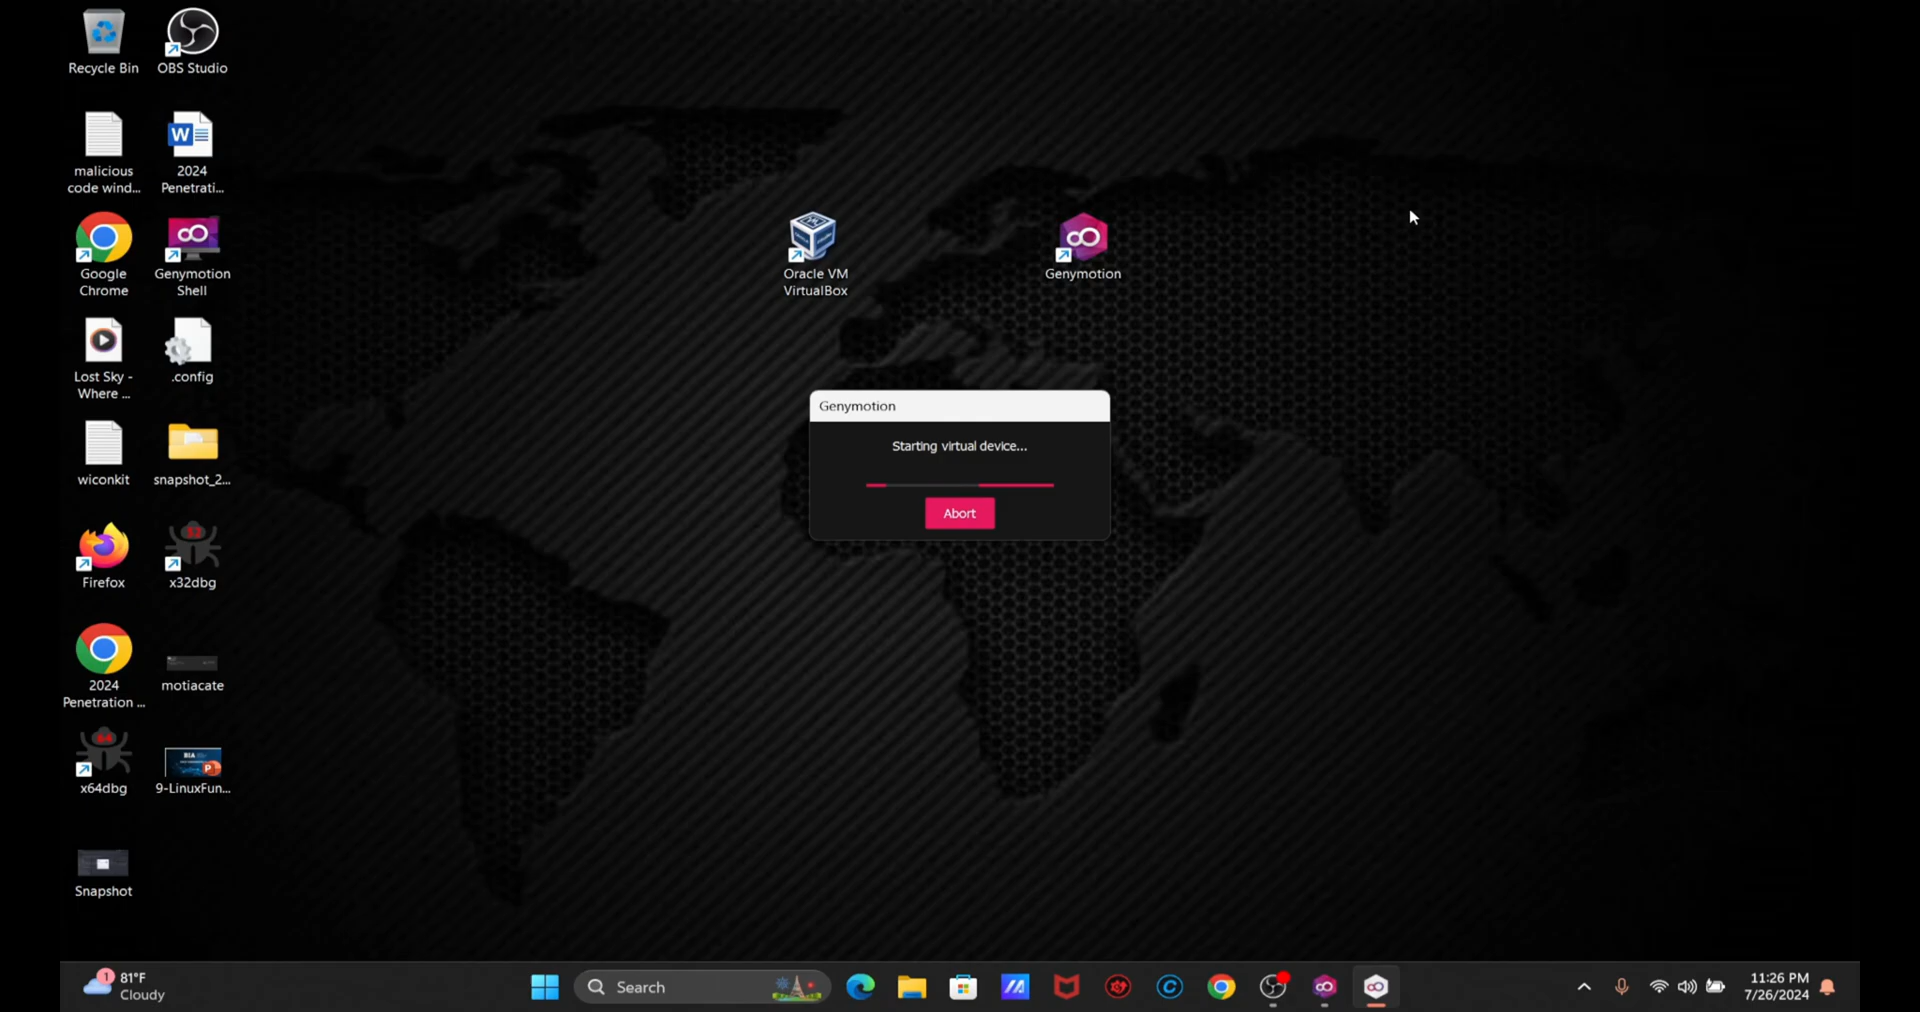 Recycle Bin
OBS Studio
malicious
code wind...
2024
Penetrati...
Google
Chrome
Genymotion
Shell
Oracle VM
VirtualBox
Genymotion
Lost Sky -
Where ...
.config
Genymotion
Starting virtual device...
Abort
wiconkit
snapshot_2...
Firefox
x32dbg
2024
Penetration ...
motiacate
x64dbg
BIA
9-LinuxFun...
Snapshot
1
81°F
Cloudy
Search
11:26 PM
7/26/2024